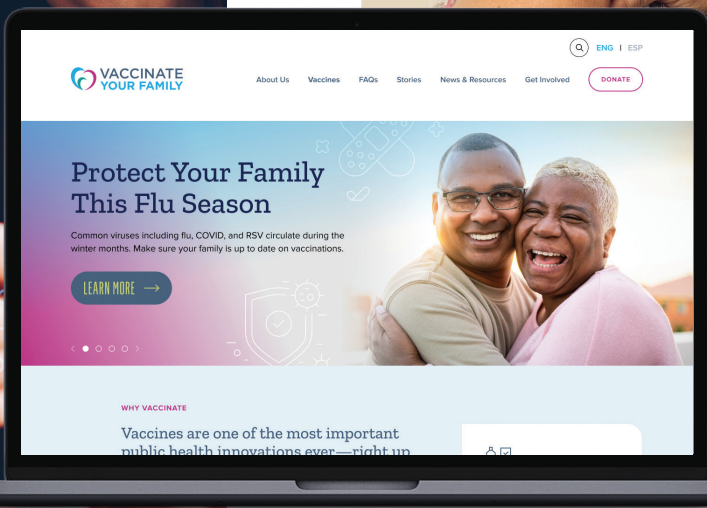 ENG | ESP
VACCINATE
YOUR FAMILY
About Us Vaccines FAQs Stories News & Resources Get Involved DONATE
Protect Your Family
This Flu Season
Common viruses including flu, COVID, and RSV circulate during the
winter months. Make sure your family is up to date on vaccinations.
LEARN MORE →
WHY VACCINATE
Vaccines are one of the most important
public health innovations ever—right up